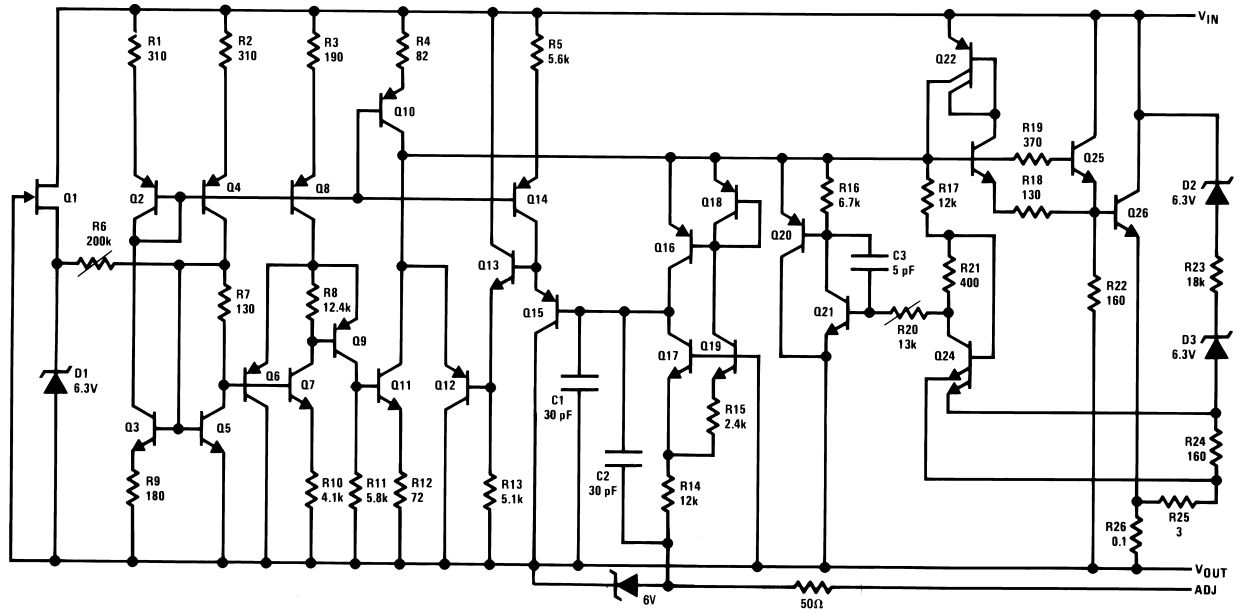 VIN
R1
310
R2
310
R3
190
R4
82
R5
5.6k
Q22
Q10
R19
370
Q25
Q1
Q2
Q4
Q8
Q14
Q18
R16
6.7k
R17
12k
R18
130
Q26
D2
6.3V
R6
200k
Q16
Q20
Q13
C3
5 pF
R21
400
R23
18k
R7
130
R8
12.4k
R22
160
Q15
Q21
R20
13k
Q9
Q17
Q19
Q24
D3
6.3V
D1
6.3V
Q6
Q7
Q11
Q12
C1
30 pF
R15
2.4k
Q3
Q5
R24
160
C2
30 pF
R9
180
R10
4.1k
R11
5.8k
R12
72
R13
5.1k
R14
12k
R26
0.1
R25
3
VOUT
ADJ
6V
50Ω